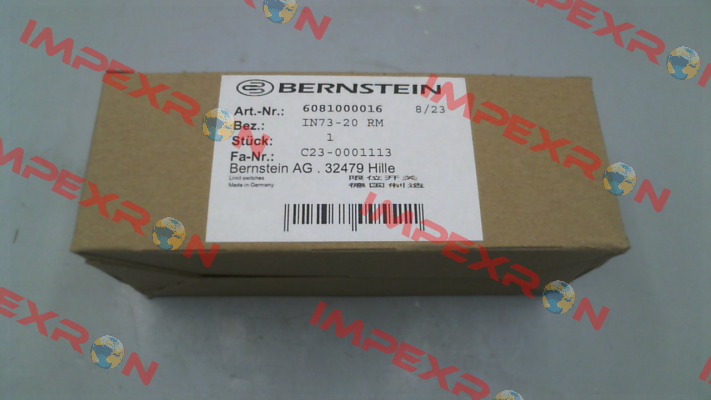 BERNSTEIN
Art.-Nr.: 6081000016 8/23
Bez.: IN73-20 RM
Stück: 1
Fa-Nr.: C23-0001113
Bernstein AG . 32479 Hille
Limit switches 限位开关
Made in Germany 德国制造
IMPEXRON
IMPEXRON
IMPEXRON
IMPEXRON
IMPEXRON
IMPEXRON